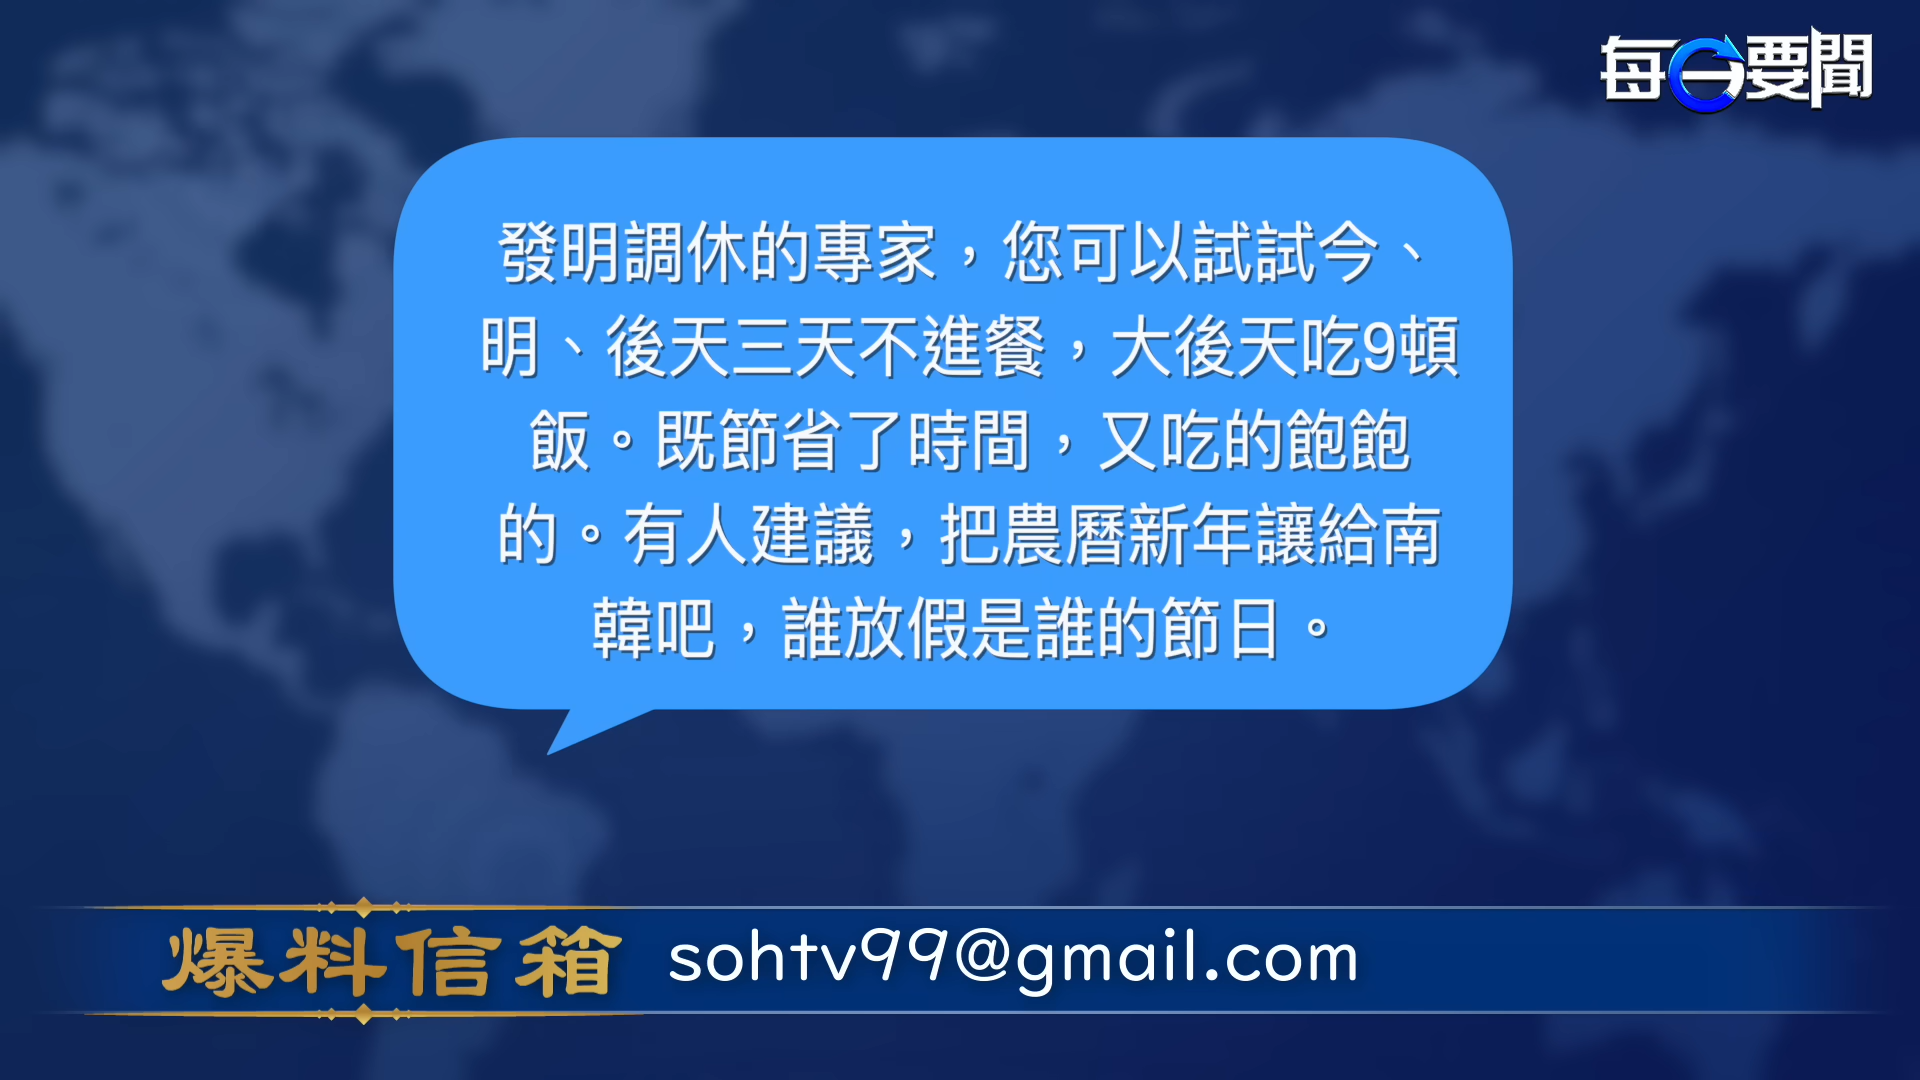 每日要聞
發明調休的專家，您可以試試今、
明、後天三天不進餐，大後天吃9頓
飯。既節省了時間，又吃的飽飽
的。有人建議，把農曆新年讓給南
韓吧，誰放假是誰的節日。
爆料信箱 sohtv99@gmail.com